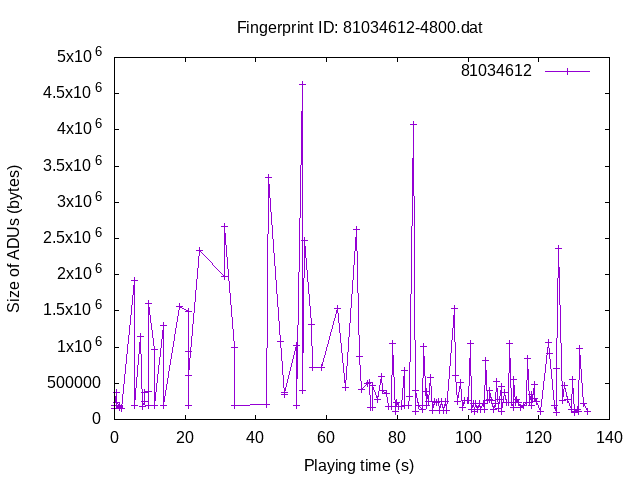 Fingerprint ID: 81034612-4800.dat
5x10^6
81034612
4.5x10^6
4x10^6
3.5x10^6
3x10^6
2.5x10^6
2x10^6
1.5x10^6
1x10^6
500000
0
Size of ADUs (bytes)
0 20 40 60 80 100 120 140
Playing time (s)